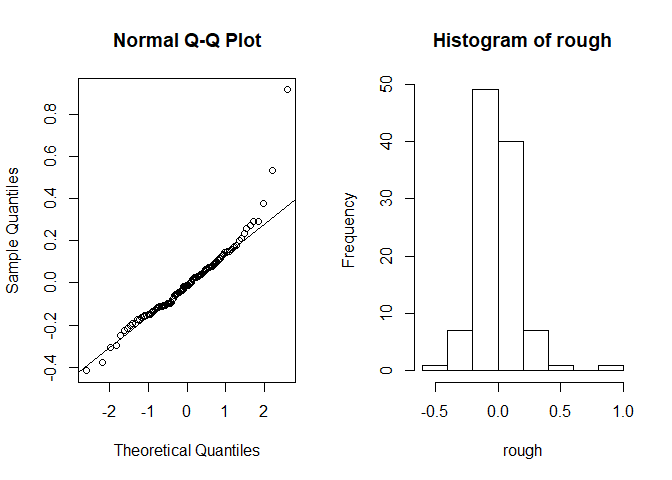 Normal Q-Q Plot
Sample Quantiles
0.8
0.6
0.4
0.2
0.0
-0.2
-0.4
-2 -1 0 1 2
Theoretical Quantiles
Histogram of rough
Frequency
50
40
30
20
10
0
-0.5 0.0 0.5 1.0
rough